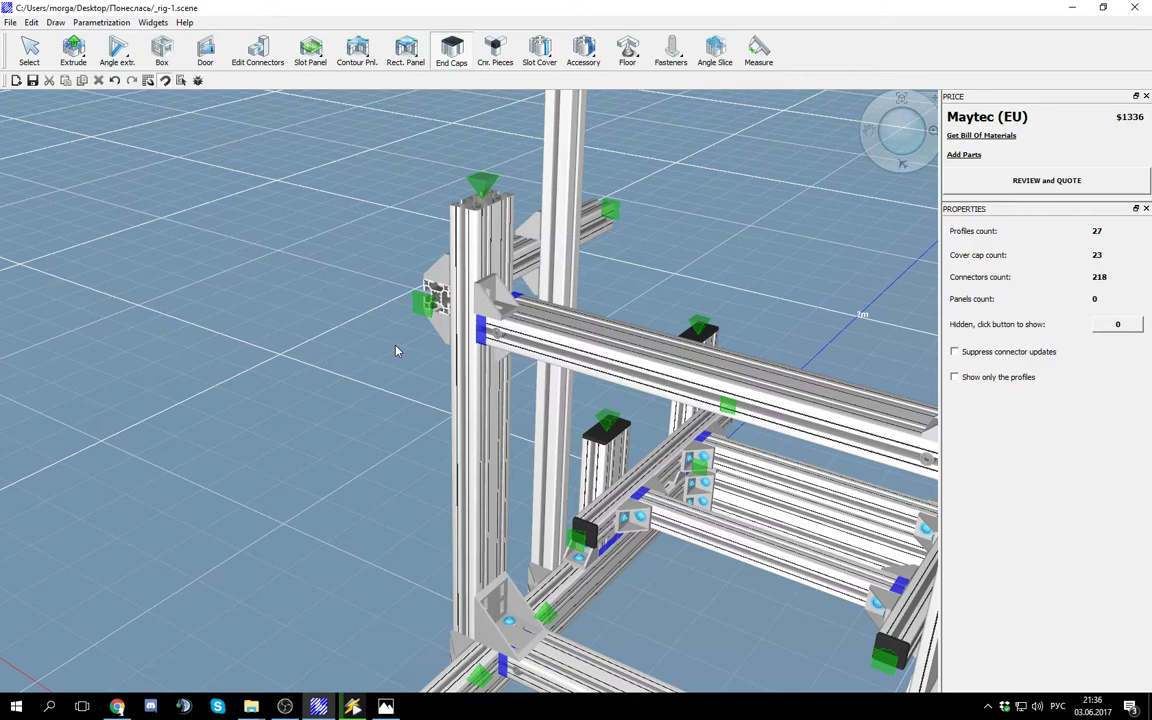 C:/Users/morga/Desktop/Понеслась/_rig-1.scene
File Edit Draw Parametrization Widgets Help
Select Extrude Angle extr. Box Door Edit Connectors Slot Panel Contour Pnl. Rect. Panel End Caps Cnr. Pieces Slot Cover Accessory Floor Fasteners Angle Slice Measure
PRICE
Maytec (EU) $1336
Get Bill Of Materials
Add Parts
REVIEW and QUOTE
PROPERTIES
Profiles count: 27
Cover cap count: 23
Connectors count: 218
Panels count: 0
Hidden, click button to show: 0
Suppress connector updates
Show only the profiles
2m
РУС
21:36
03.06.2017
3